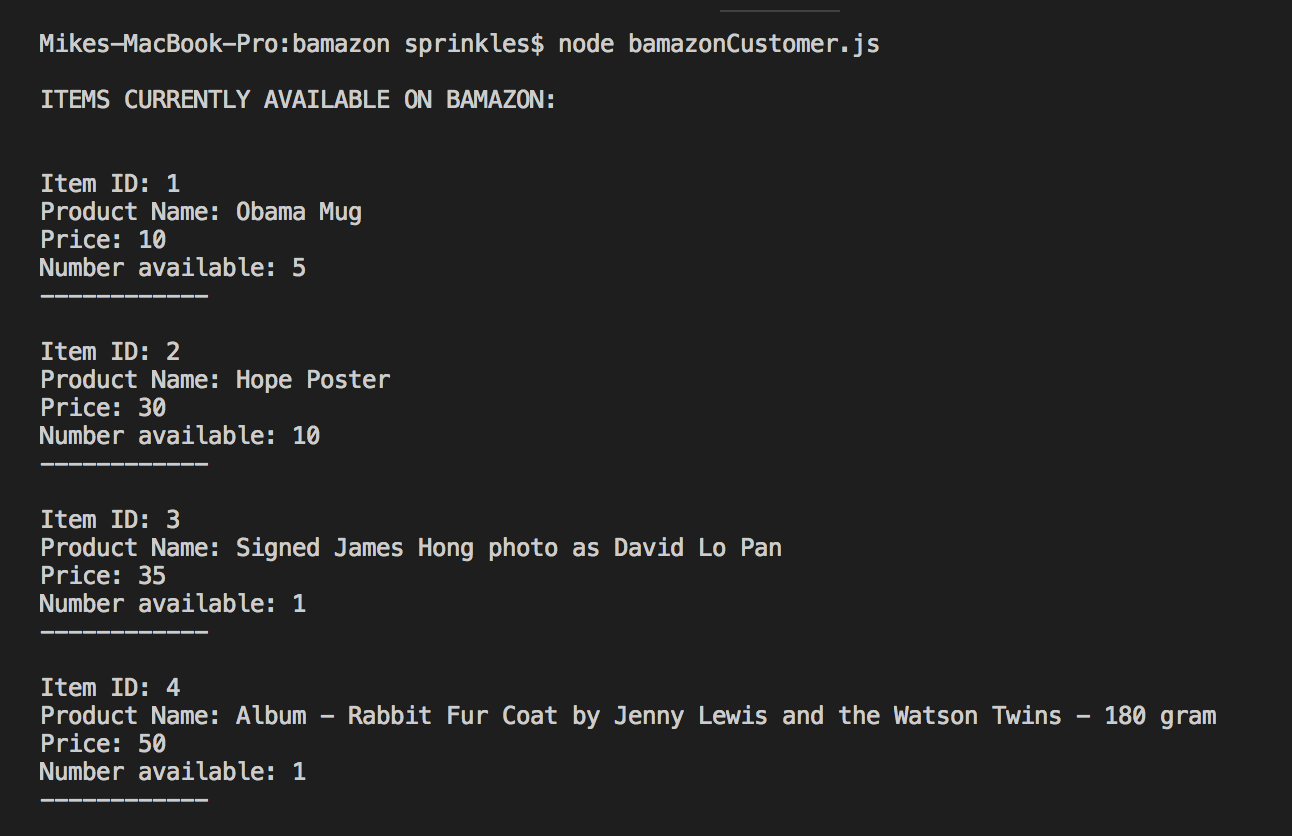 Mikes-MacBook-Pro:bamazon sprinkles$ node bamazonCustomer.js
ITEMS CURRENTLY AVAILABLE ON BAMAZON:
Item ID: 1
Product Name: Obama Mug
Price: 10
Number available: 5
------------
Item ID: 2
Product Name: Hope Poster
Price: 30
Number available: 10
------------
Item ID: 3
Product Name: Signed James Hong photo as David Lo Pan
Price: 35
Number available: 1
------------
Item ID: 4
Product Name: Album - Rabbit Fur Coat by Jenny Lewis and the Watson Twins - 180 gram
Price: 50
Number available: 1
------------